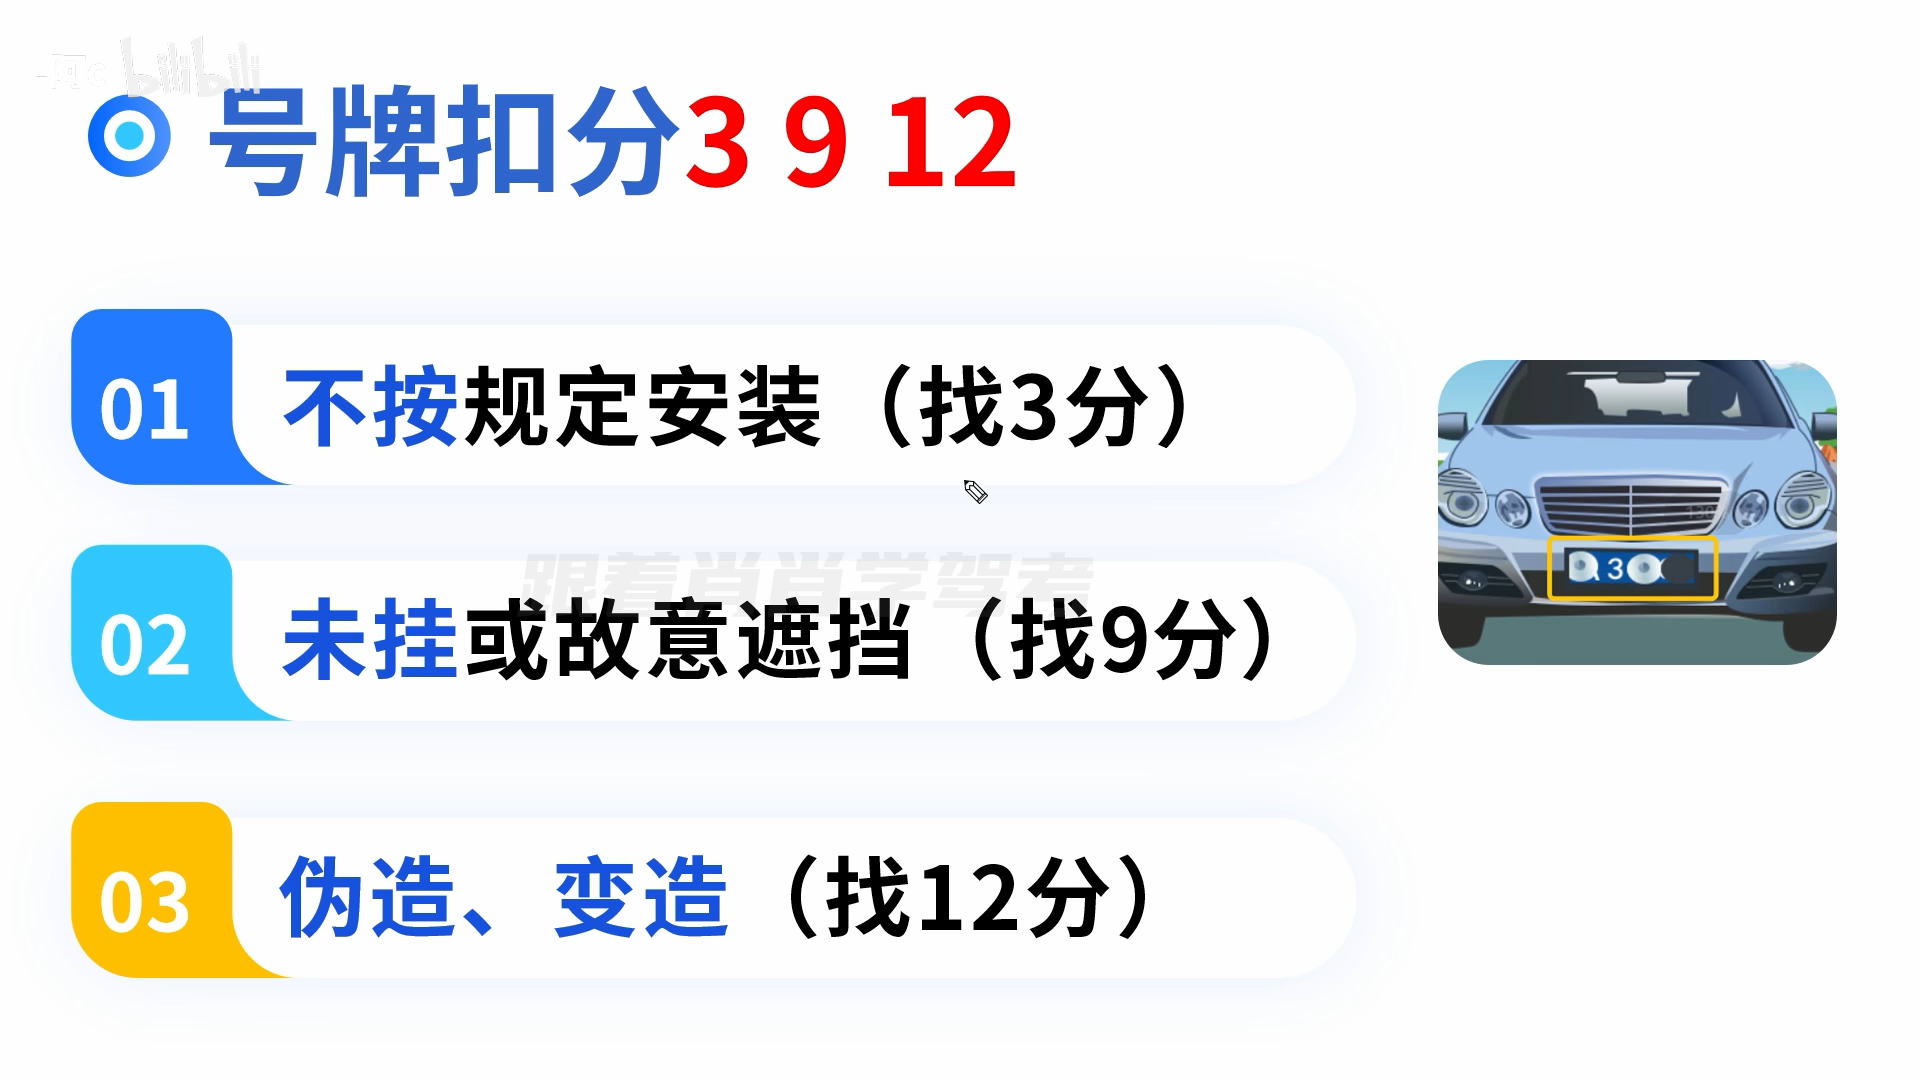 bilibili
号牌扣分3 9 12
01 不按规定安装（找3分）
跟着肖肖学驾考
02 未挂或故意遮挡（找9分）
03 伪造、变造（找12分）